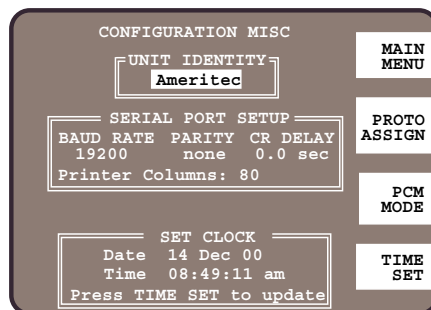 CONFIGURATION MISC
UNIT IDENTITY
Ameritec
SERIAL PORT SETUP
BAUD RATE PARITY CR DELAY
19200 none 0.0 sec
Printer Columns: 80
SET CLOCK
Date 14 Dec 00
Time 08:49:11 am
Press TIME SET to update
MAIN
MENU
PROTO
ASSIGN
PCM
MODE
TIME
SET